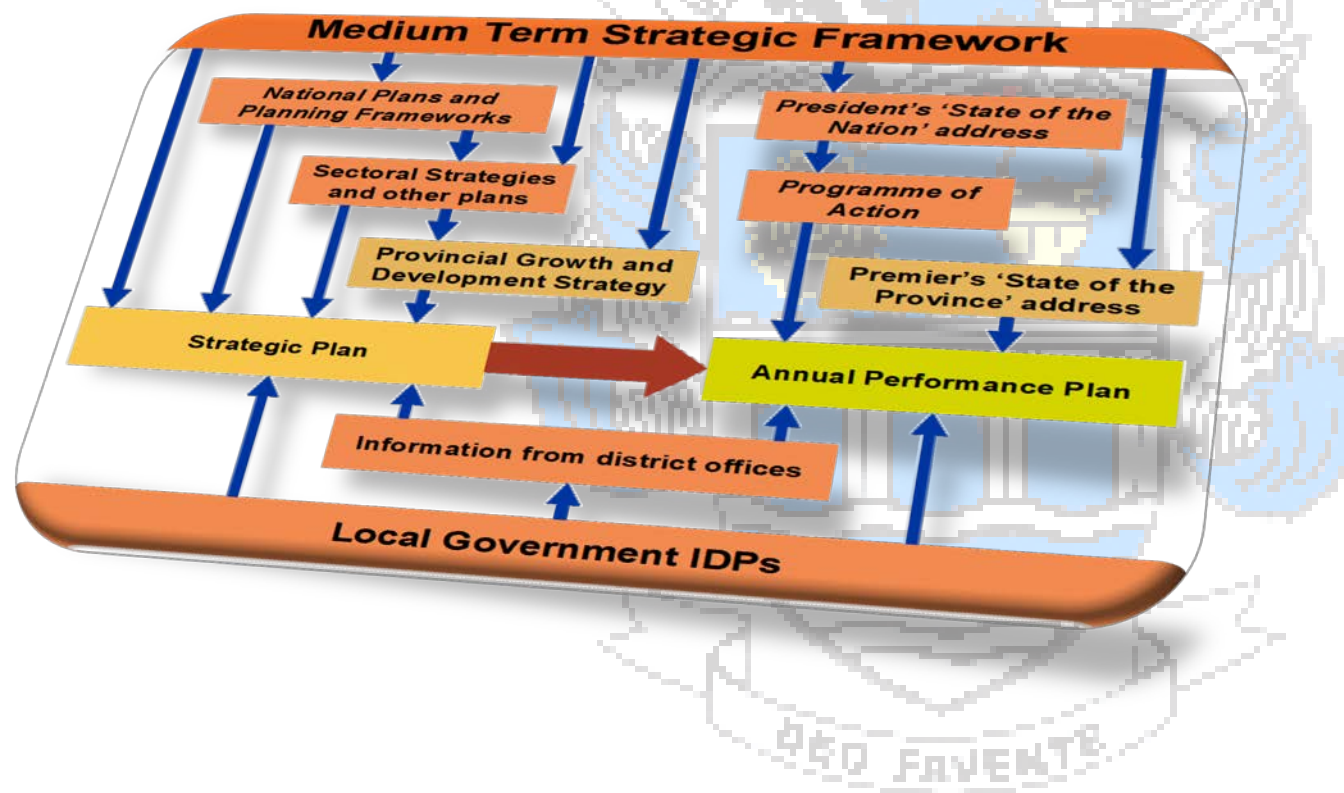 Medium Term Strategic Framework
National Plans and
Planning Frameworks
President's ‘State of the
Nation’ address
Sectoral Strategies
and other plans
Programme of
Action
Provincial Growth and
Development Strategy
Premier's ‘State of the
Province’ address
Strategic Plan
Annual Performance Plan
Information from district offices
Local Government IDPs
DEO FAVENTE